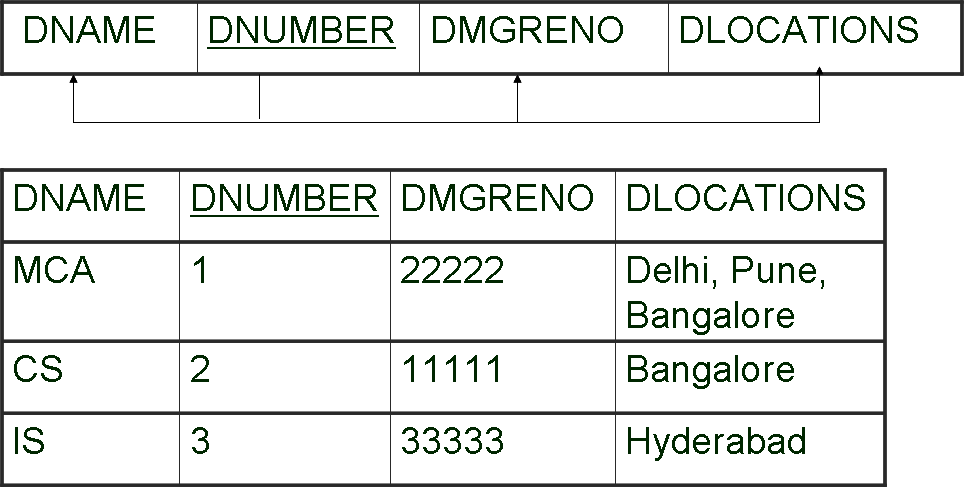 DNAME DNUMBER DMGRENO DLOCATIONS
DNAME DNUMBER DMGRENO DLOCATIONS
MCA 1 22222 Delhi, Pune,
Bangalore
CS 2 11111 Bangalore
IS 3 33333 Hyderabad